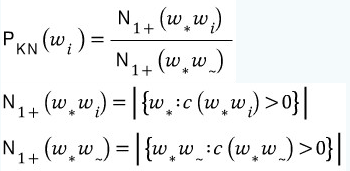 P_KN(w_i) = N_1+(w_*w_i) / N_1+(w_*w_~)
N_1+(w_*w_i) = |{w_*:c(w_*w_i)>0}|
N_1+(w_*w_~) = |{w_*w_~:c(w_*w_~)>0}|